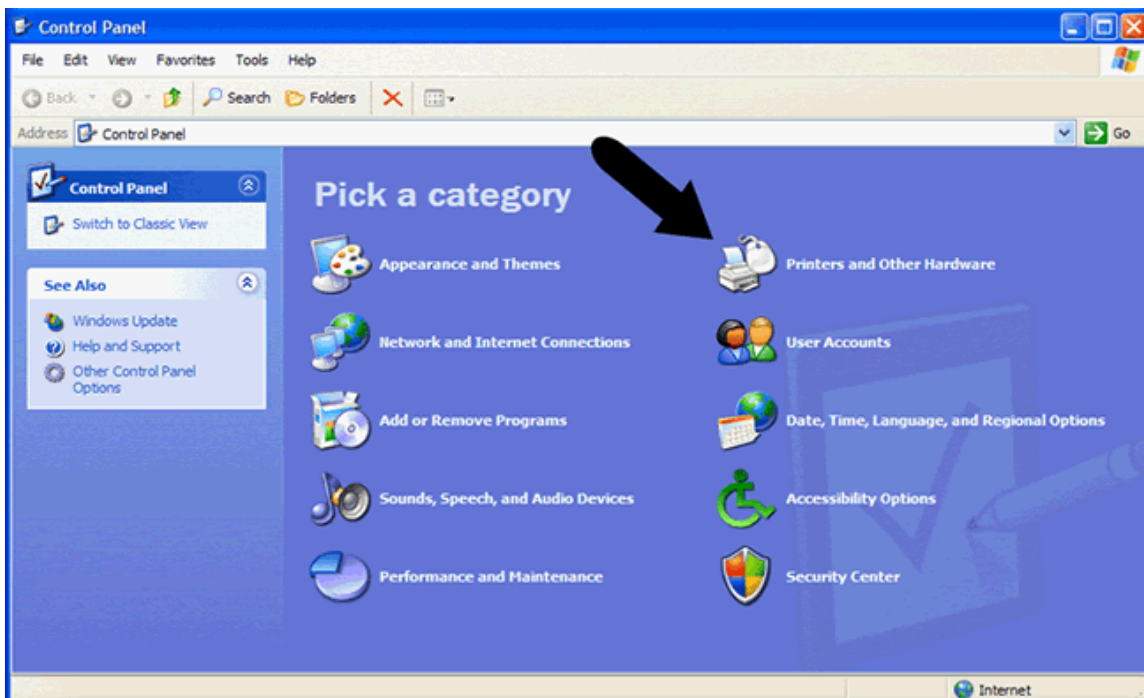 Control Panel
File Edit View Favorites Tools Help
Back Search Folders
Address Control Panel Go
Control Panel
Switch to Classic View
See Also
Windows Update
Help and Support
Other Control Panel
Options
Pick a category
Appearance and Themes
Printers and Other Hardware
Network and Internet Connections
User Accounts
Add or Remove Programs
Date, Time, Language, and Regional Options
Sounds, Speech, and Audio Devices
Accessibility Options
Performance and Maintenance
Security Center
Internet